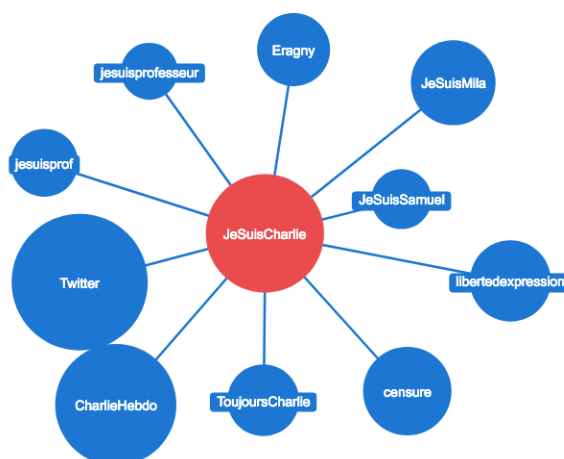 Eragny
jesuisprofesseur
JeSuisMila
jesuisprof
JeSuisSamuel
JeSuisCharlie
Twitter
libertedexpression
CharlieHebdo
ToujoursCharlie
censure